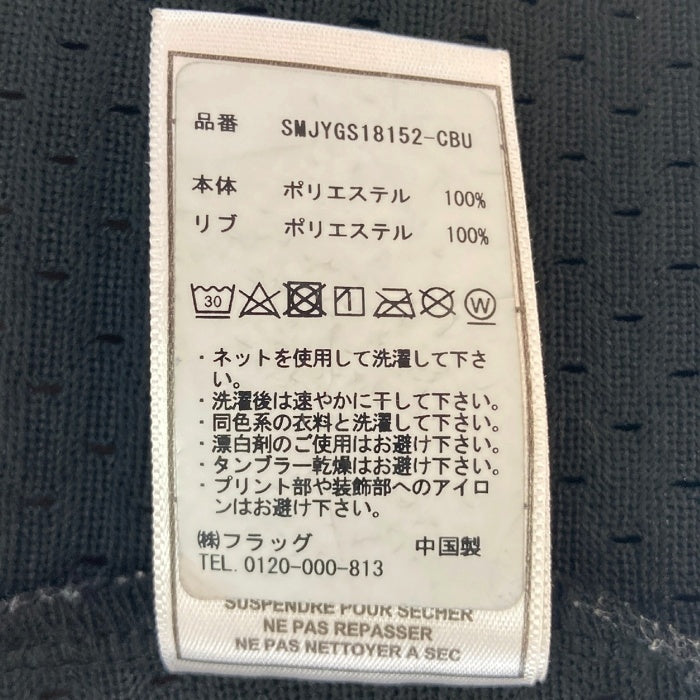 品番 SMJYGS18152-CBU
本体 ポリエステル 100%
リブ ポリエステル 100%
30 W
・ネットを使用して洗濯して下さ
い。
・洗濯後は速やかに干して下さい。
・同色系の衣料と洗濯して下さい。
・漂白剤のご使用はお避け下さい。
・タンブラー乾燥はお避け下さい。
・プリント部や装飾部へのアイロ
ンはお避け下さい。
㈱フラッグ 中国製
TEL. 0120-000-813
SUSPENDRE POUR SÉCHER
NE PAS REPASSER
NE PAS NETTOYER A SEC